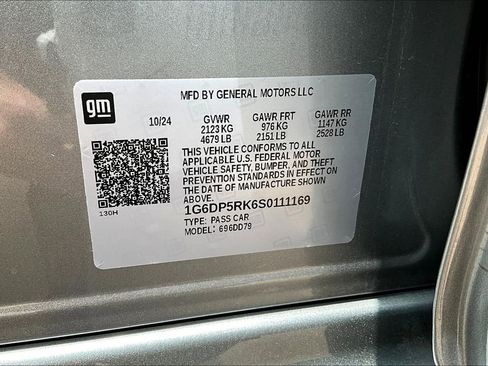 gm
MFD BY GENERAL MOTORS LLC
10/24 GVWR GAWR FRT GAWR RR
2123 KG 976 KG 1147 KG
4679 LB 2151 LB 2528 LB
THIS VEHICLE CONFORMS TO ALL
APPLICABLE U.S. FEDERAL MOTOR
VEHICLE SAFETY, BUMPER, AND THEFT
PREVENTION STANDARDS IN EFFECT ON
THE DATE OF MANUFACTURE SHOWN
ABOVE.
1G6DP5RK6S0111169
TYPE: PASS CAR
MODEL: 696DD79
130H